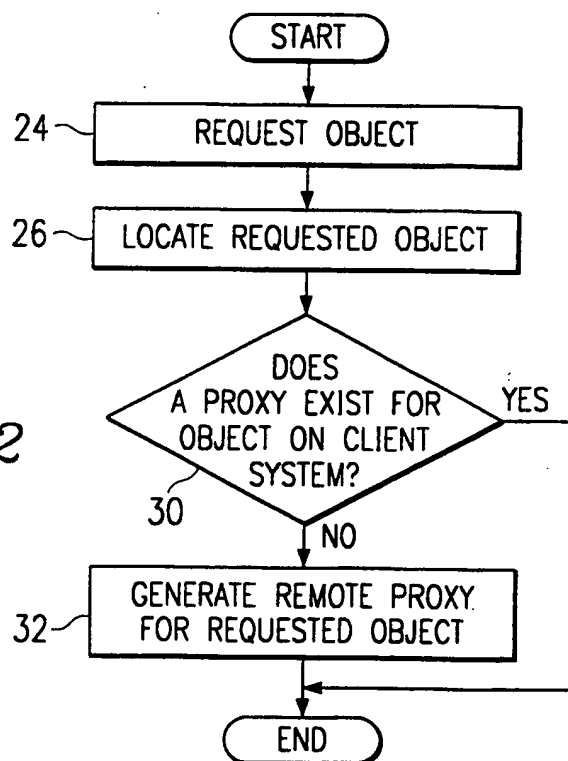 START
24
REQUEST OBJECT
26
LOCATE REQUESTED OBJECT
DOES
A PROXY EXIST FOR
OBJECT ON CLIENT
SYSTEM?
YES
2
30
NO
32
GENERATE REMOTE PROXY
FOR REQUESTED OBJECT
END